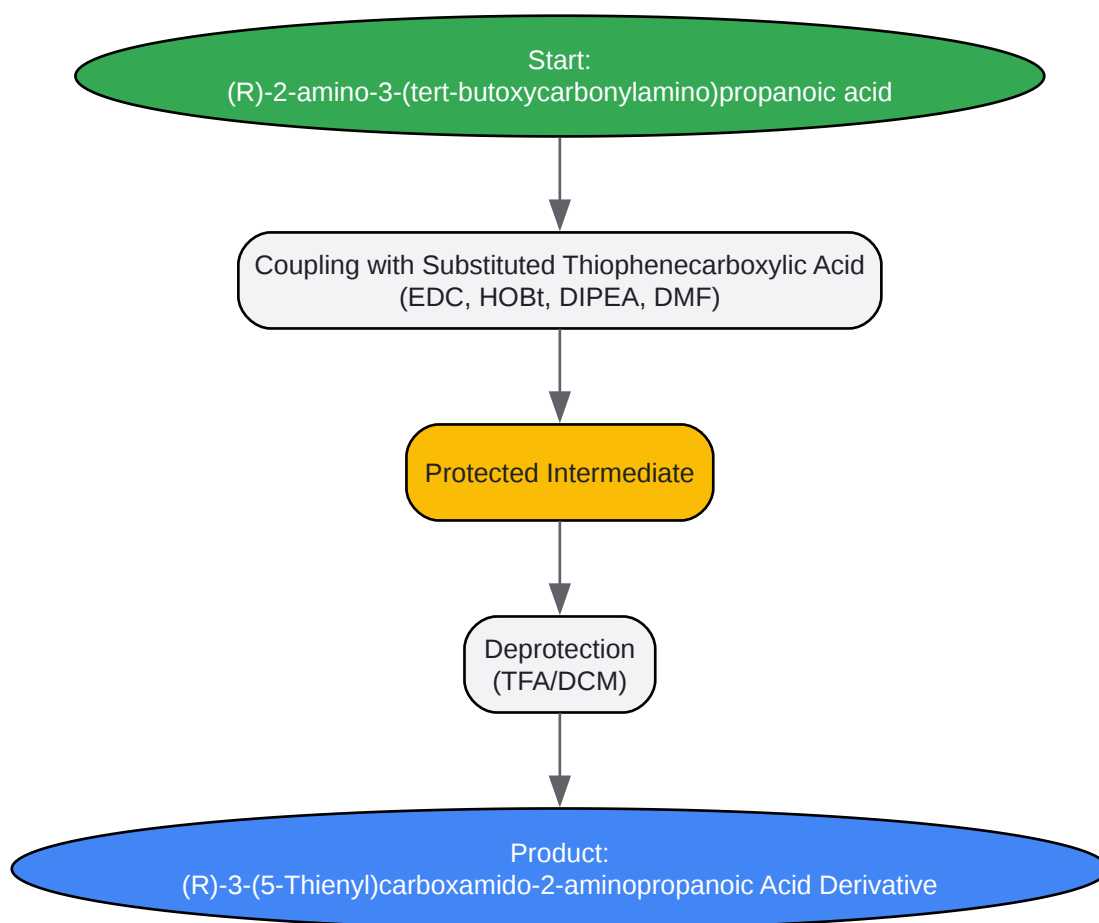 Start:
(R)-2-amino-3-(tert-butoxycarbonylamino)propanoic acid
Coupling with Substituted Thiophenecarboxylic Acid
(EDC, HOBt, DIPEA, DMF)
Protected Intermediate
Deprotection
(TFA/DCM)
Product:
(R)-3-(5-Thienyl)carboxamido-2-aminopropanoic Acid Derivative